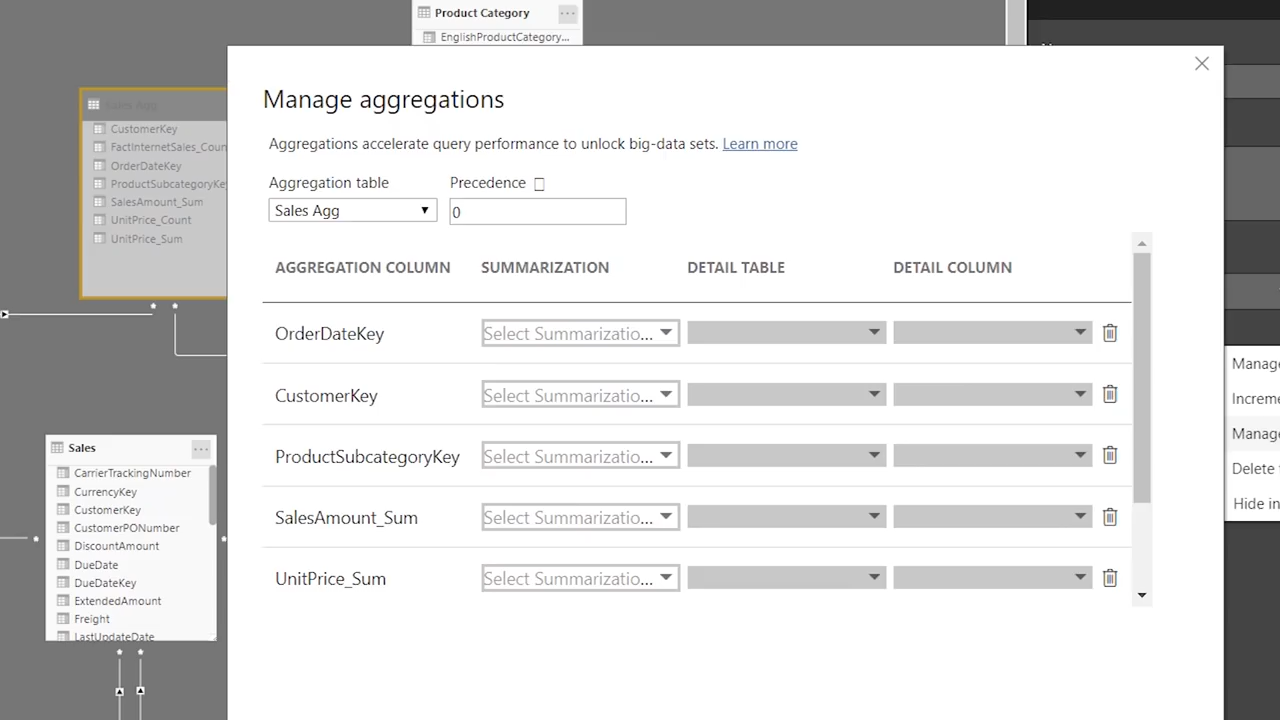 Product Category
EnglishProductCategory...
Sales Agg
CustomerKey
FactInternetSales_Coun
OrderDateKey
ProductSubcategoryKe
SalesAmount_Sum
UnitPrice_Count
UnitPrice_Sum
Sales
CarrierTrackingNumber
CurrencyKey
CustomerKey
CustomerPONumber
DiscountAmount
DueDate
DueDateKey
ExtendedAmount
Freight
LastUpdateDate
Manage aggregations
Aggregations accelerate query performance to unlock big-data sets. Learn more
Aggregation table Precedence
Sales Agg 0
AGGREGATION COLUMN SUMMARIZATION DETAIL TABLE DETAIL COLUMN
OrderDateKey Select Summarizatio...
CustomerKey Select Summarizatio...
ProductSubcategoryKey Select Summarizatio...
SalesAmount_Sum Select Summarizatio...
UnitPrice_Sum Select Summarizatio...
Manage
Increme
Manage
Delete
Hide in